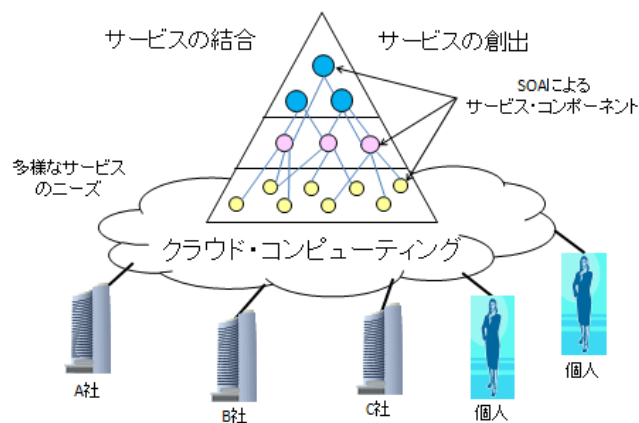 サービスの結合
サービスの創出
SOAによる
サービス・コンポーネント
多様なサービス
のニーズ
クラウド・コンピューティング
A社
B社
C社
個人
個人